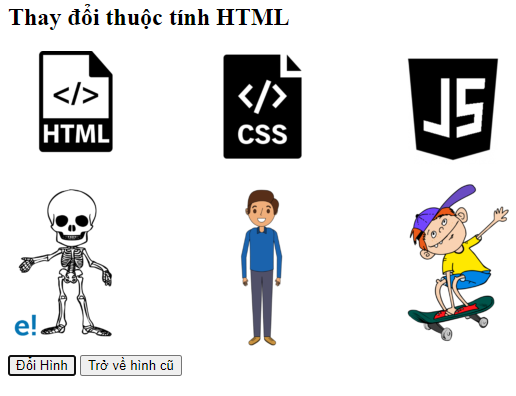 Thay đổi thuộc tính HTML
</>
HTML
</>
CSS
JS
e!
Đổi Hình
Trở về hình cũ